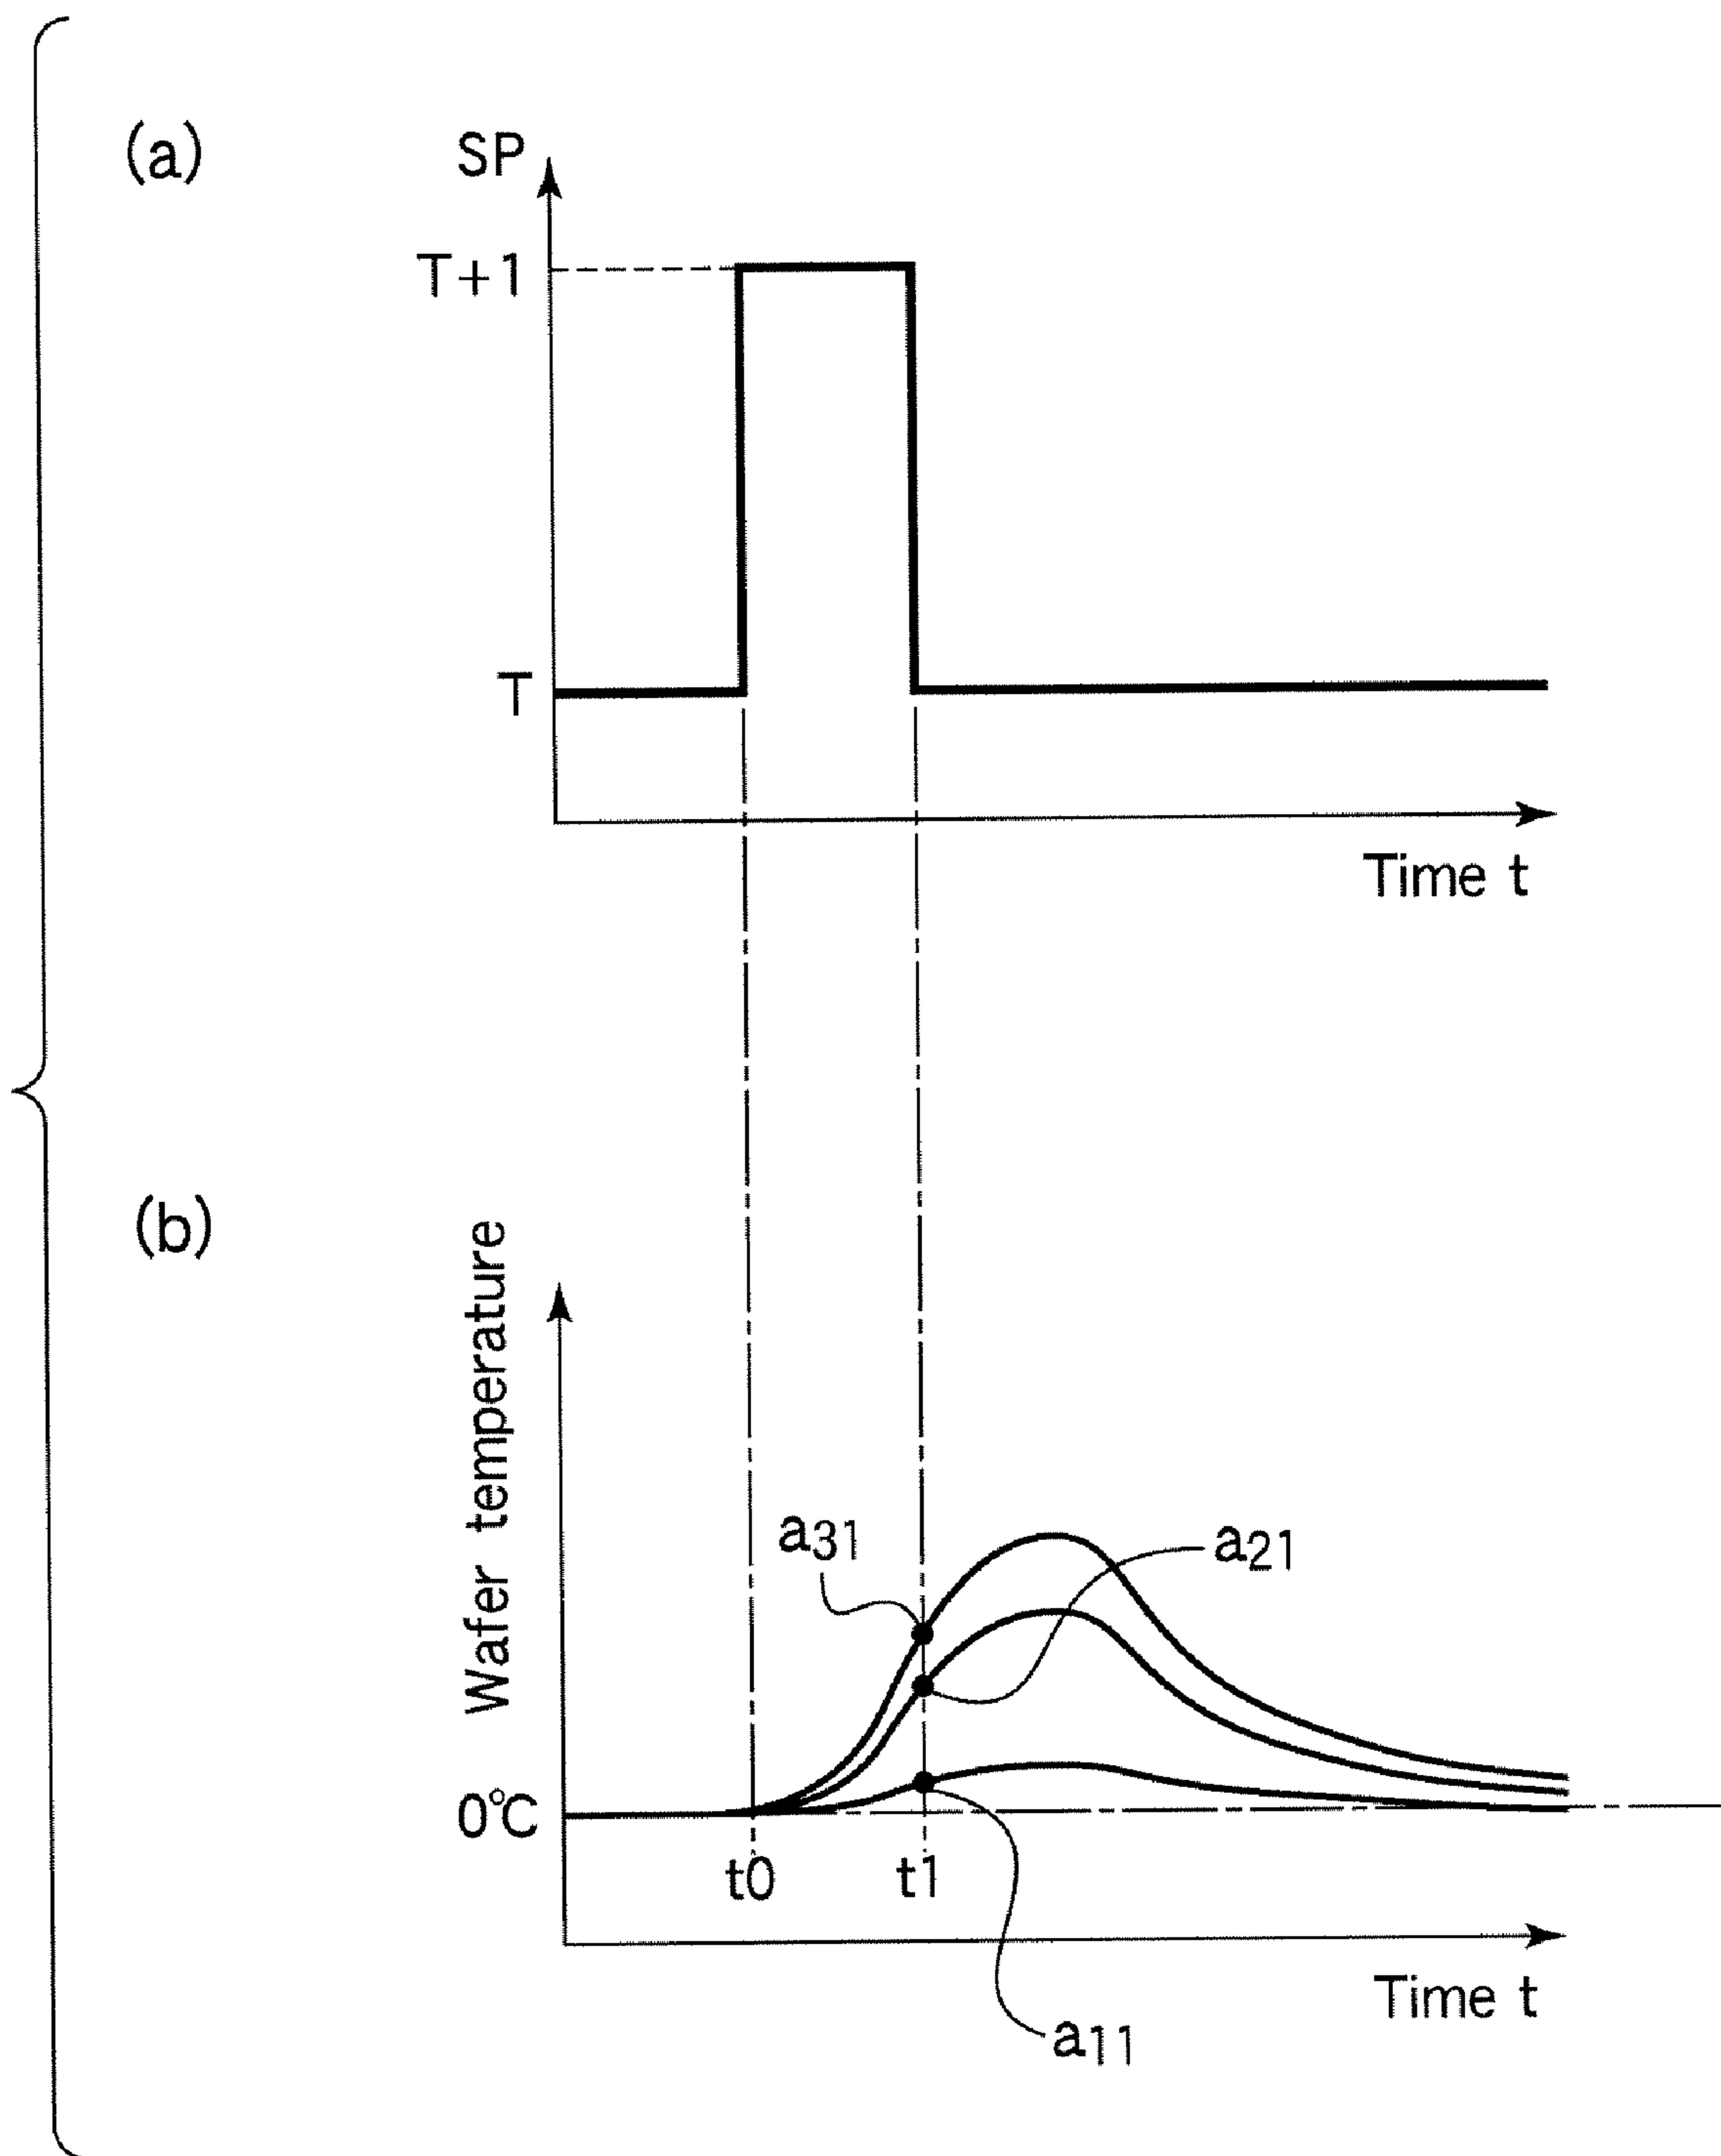 (a)
SP
T+1
T
Time t
(b)
Wafer temperature
a31
a21
0°C
t0
t1
Time t
a11